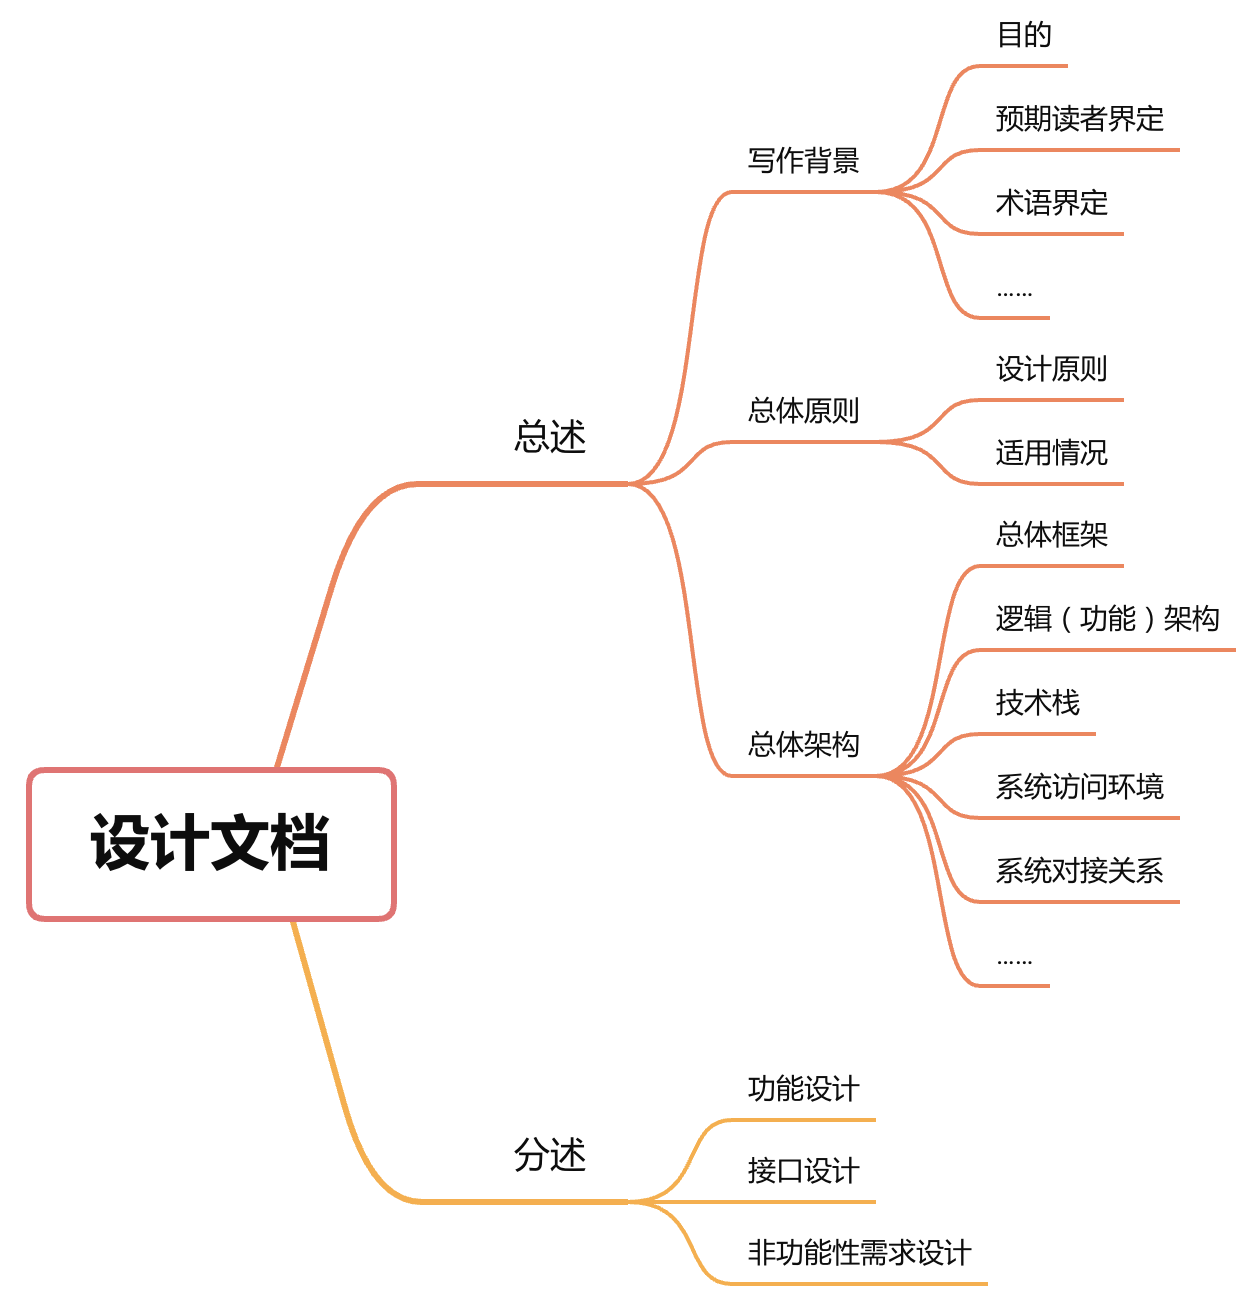 设计文档
总述
写作背景
目的
预期读者界定
术语界定
……
总体原则
设计原则
适用情况
总体架构
总体框架
逻辑（功能）架构
技术栈
系统访问环境
系统对接关系
……
分述
功能设计
接口设计
非功能性需求设计